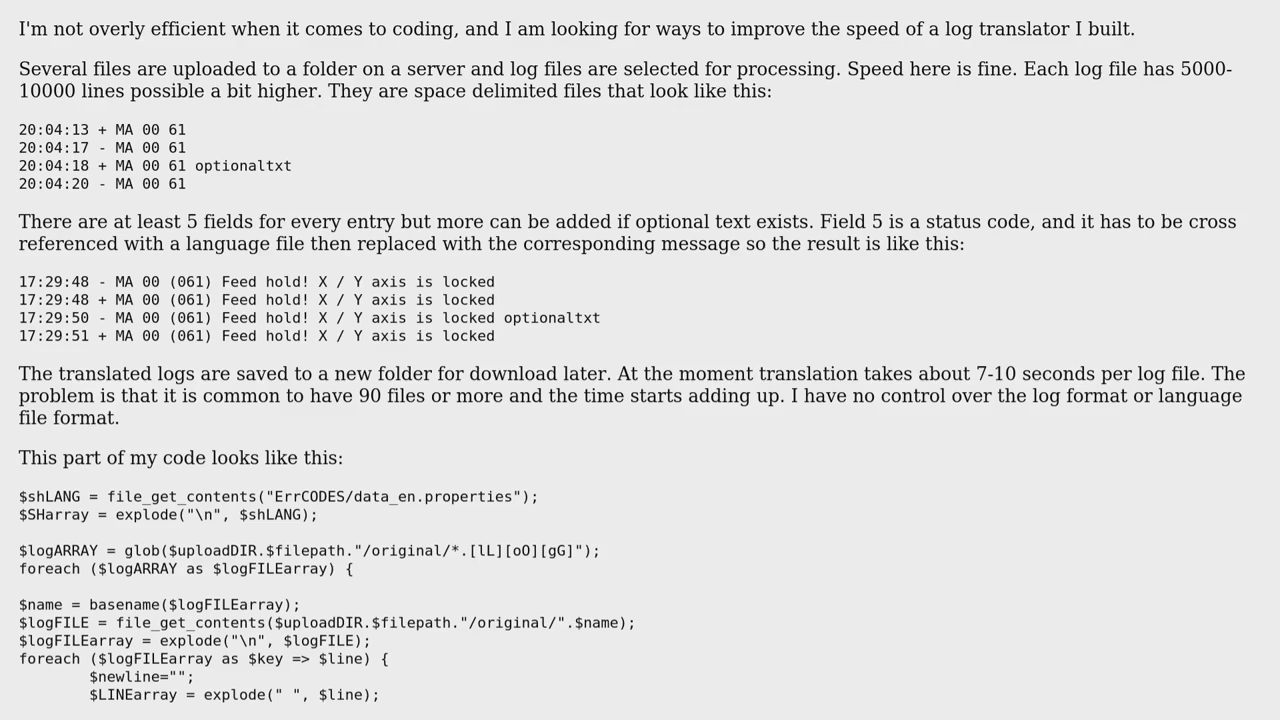 I'm not overly efficient when it comes to coding, and I am looking for ways to improve the speed of a log translator I built.
Several files are uploaded to a folder on a server and log files are selected for processing. Speed here is fine. Each log file has 5000-
10000 lines possible a bit higher. They are space delimited files that look like this:
20:04:13 + MA 00 61
20:04:17 - MA 00 61
20:04:18 + MA 00 61 optionaltxt
20:04:20 - MA 00 61
There are at least 5 fields for every entry but more can be added if optional text exists. Field 5 is a status code, and it has to be cross
referenced with a language file then replaced with the corresponding message so the result is like this:
17:29:48 - MA 00 (061) Feed hold! X / Y axis is locked
17:29:48 + MA 00 (061) Feed hold! X / Y axis is locked
17:29:50 - MA 00 (061) Feed hold! X / Y axis is locked optionaltxt
17:29:51 + MA 00 (061) Feed hold! X / Y axis is locked
The translated logs are saved to a new folder for download later. At the moment translation takes about 7-10 seconds per log file. The
problem is that it is common to have 90 files or more and the time starts adding up. I have no control over the log format or language
file format.
This part of my code looks like this:
$shLANG = file_get_contents("ErrCODES/data_en.properties");
$SHarray = explode("\n", $shLANG);
$logARRAY = glob($uploadDIR.$filepath."/original/*.[lL][oO][gG]");
foreach ($logARRAY as $logFILEarray) {
$name = basename($logFILEarray);
$logFILE = file_get_contents($uploadDIR.$filepath."/original/".$name);
$logFILEarray = explode("\n", $logFILE);
foreach ($logFILEarray as $key => $line) {
        $newline="";
        $LINEarray = explode(" ", $line);